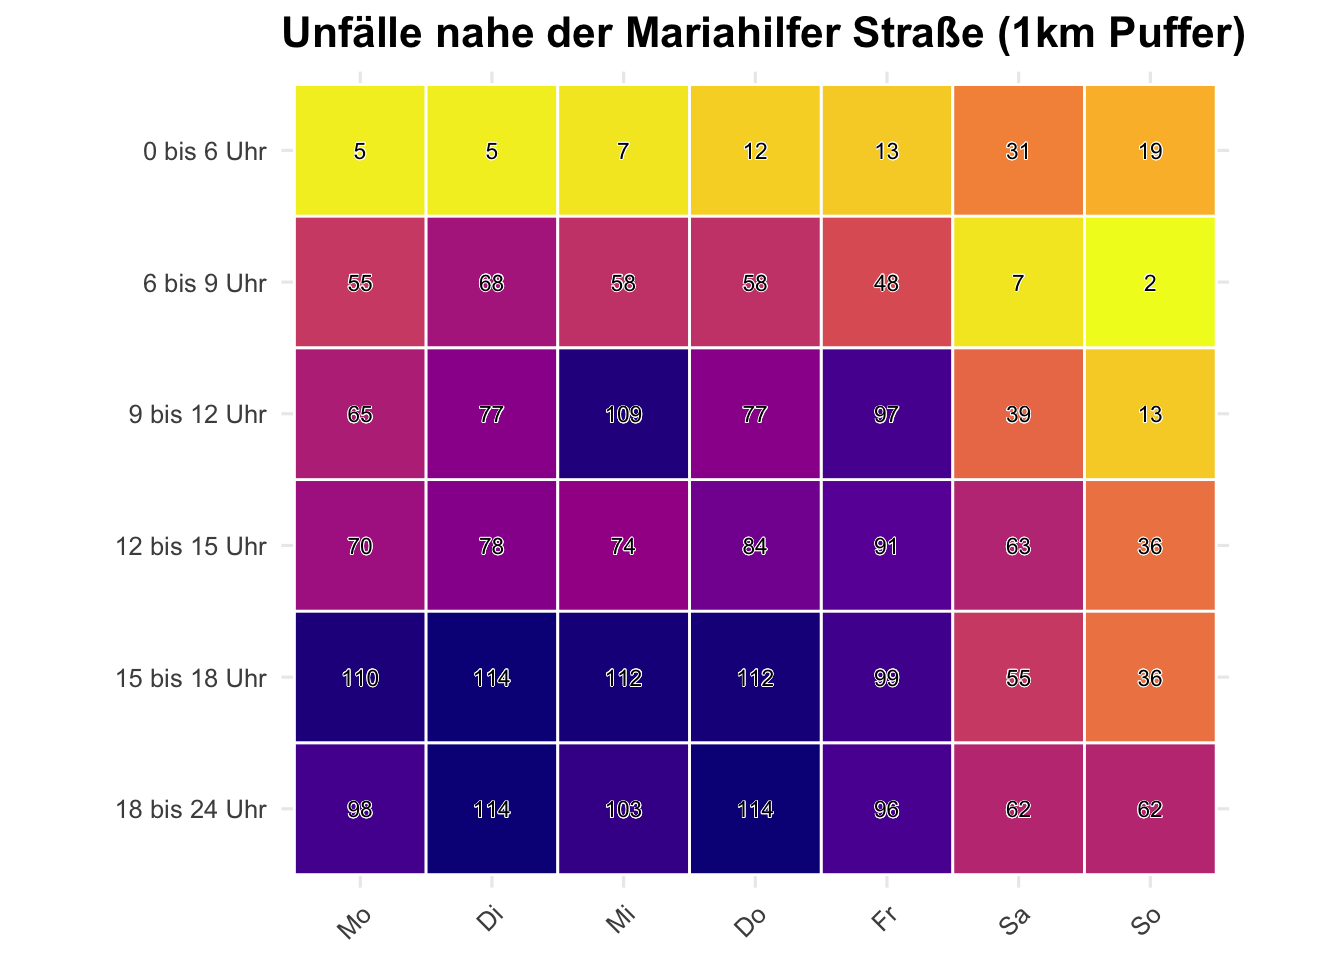 Unfälle nahe der Mariahilfer Straße (1km Puffer)
0 bis 6 Uhr 5 5 7 12 13 31 19
6 bis 9 Uhr 55 68 58 58 48 7 2
9 bis 12 Uhr 65 77 109 77 97 39 13
12 bis 15 Uhr 70 78 74 84 91 63 36
15 bis 18 Uhr 110 114 112 112 99 55 36
18 bis 24 Uhr 98 114 103 114 96 62 62
Mo Di Mi Do Fr Sa So